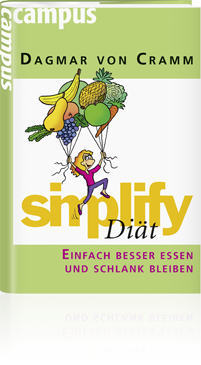 campus
campus
DAGMAR VON CRAMM
simplify
Diät
EINFACH BESSER ESSEN
UND SCHLANK BLEIBEN